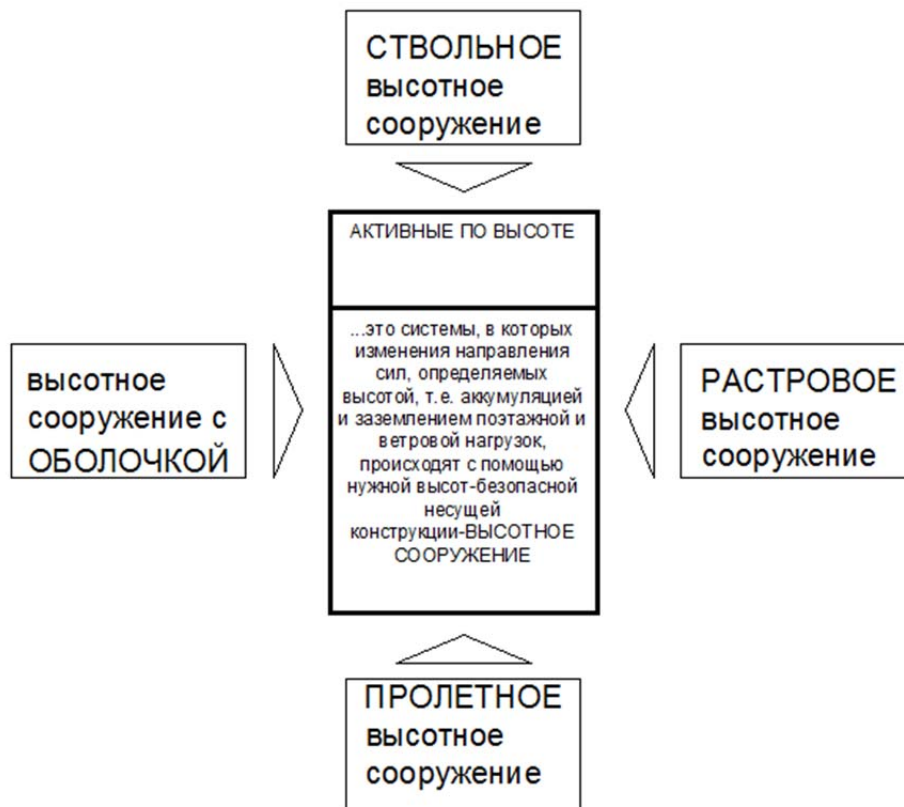 СТВОЛЬНОЕ
высотное
сооружение
АКТИВНЫЕ ПО ВЫСОТЕ
...это системы, в которых
изменения направления
сил, определяемых
высотой, т.е. аккумуляцией
и заземлением поэтажной и
ветровой нагрузок,
происходят с помощью
нужной высот-безопасной
несущей
конструкции-ВЫСОТНОЕ
СООРУЖЕНИЕ
высотное
сооружение с
ОБОЛОЧКОЙ
РАСТРОВОЕ
высотное
сооружение
ПРОЛЕТНОЕ
высотное
сооружение